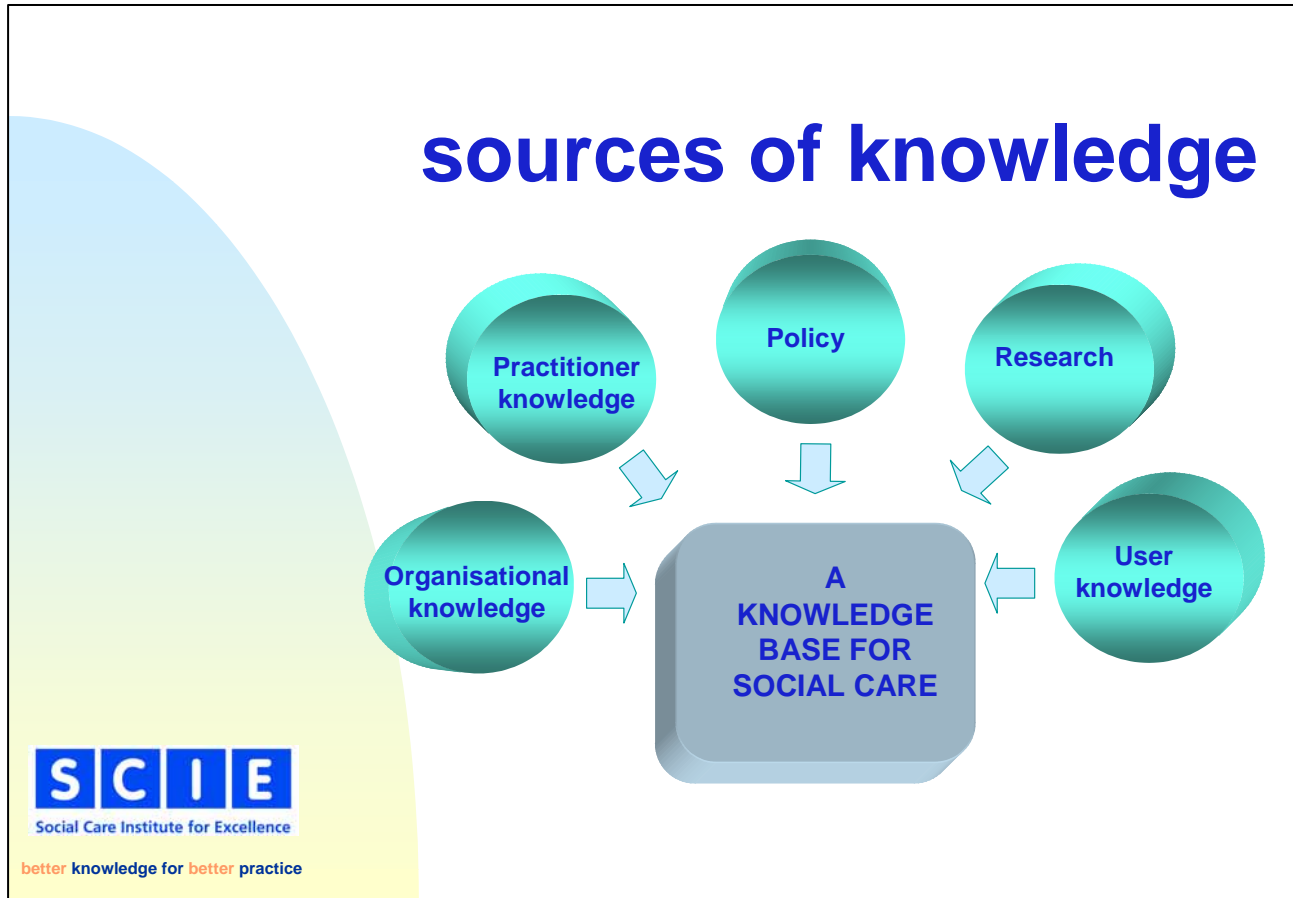 sources of knowledge
Practitioner
knowledge
Policy
Research
Organisational
knowledge
User
knowledge
A
KNOWLEDGE
BASE FOR
SOCIAL CARE
SCIE
Social Care Institute for Excellence
better knowledge for better practice